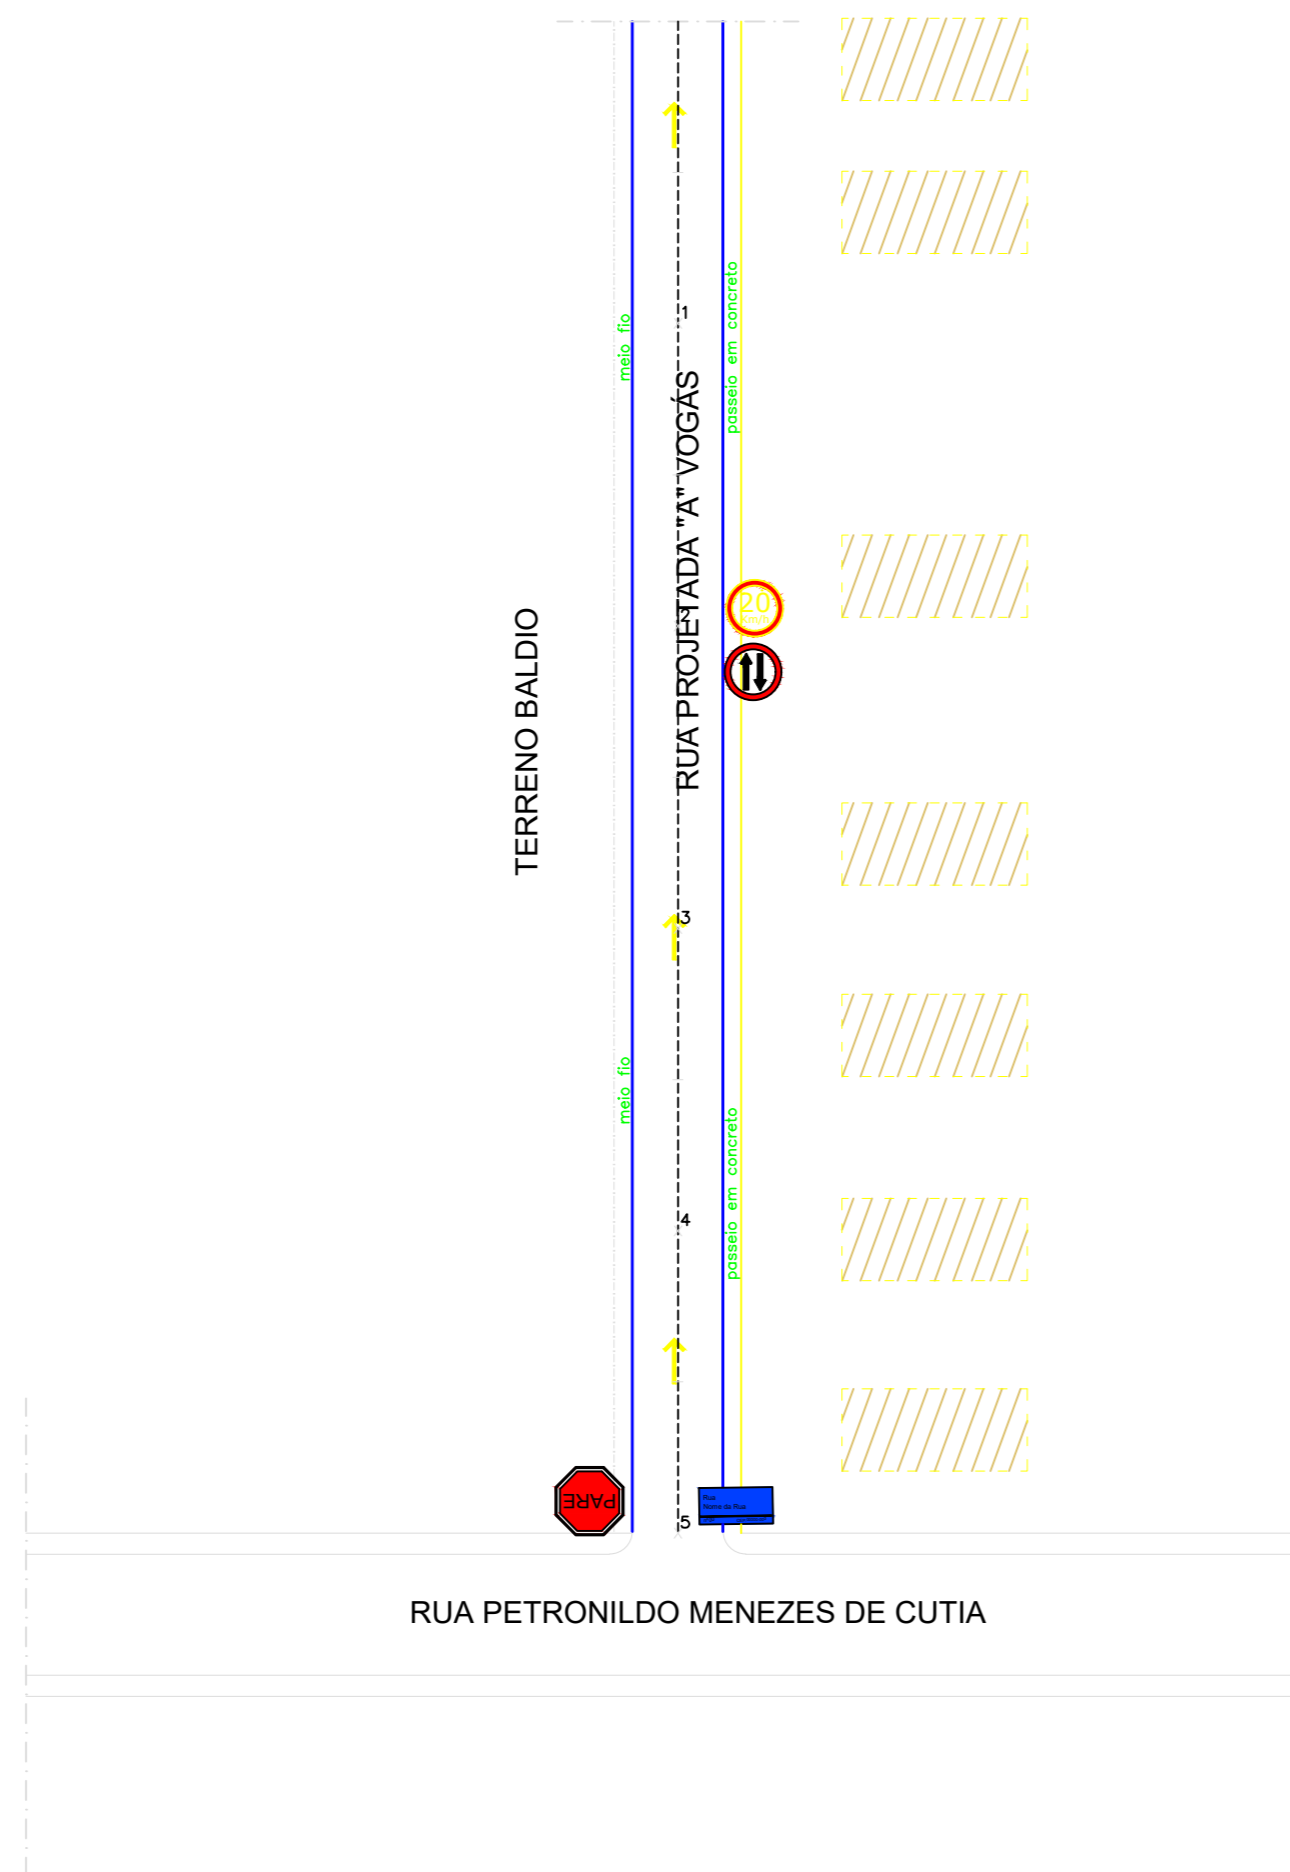 1
meio fio
passeio em concreto
RUA PROJETADA "A" VOGÁS
2
20
Km/h
TERRENO BALDIO
3
meio fio
passeio em concreto
4
PARE
Rua
Nome da Rua
5
RUA PETRONILDO MENEZES DE CUTIA